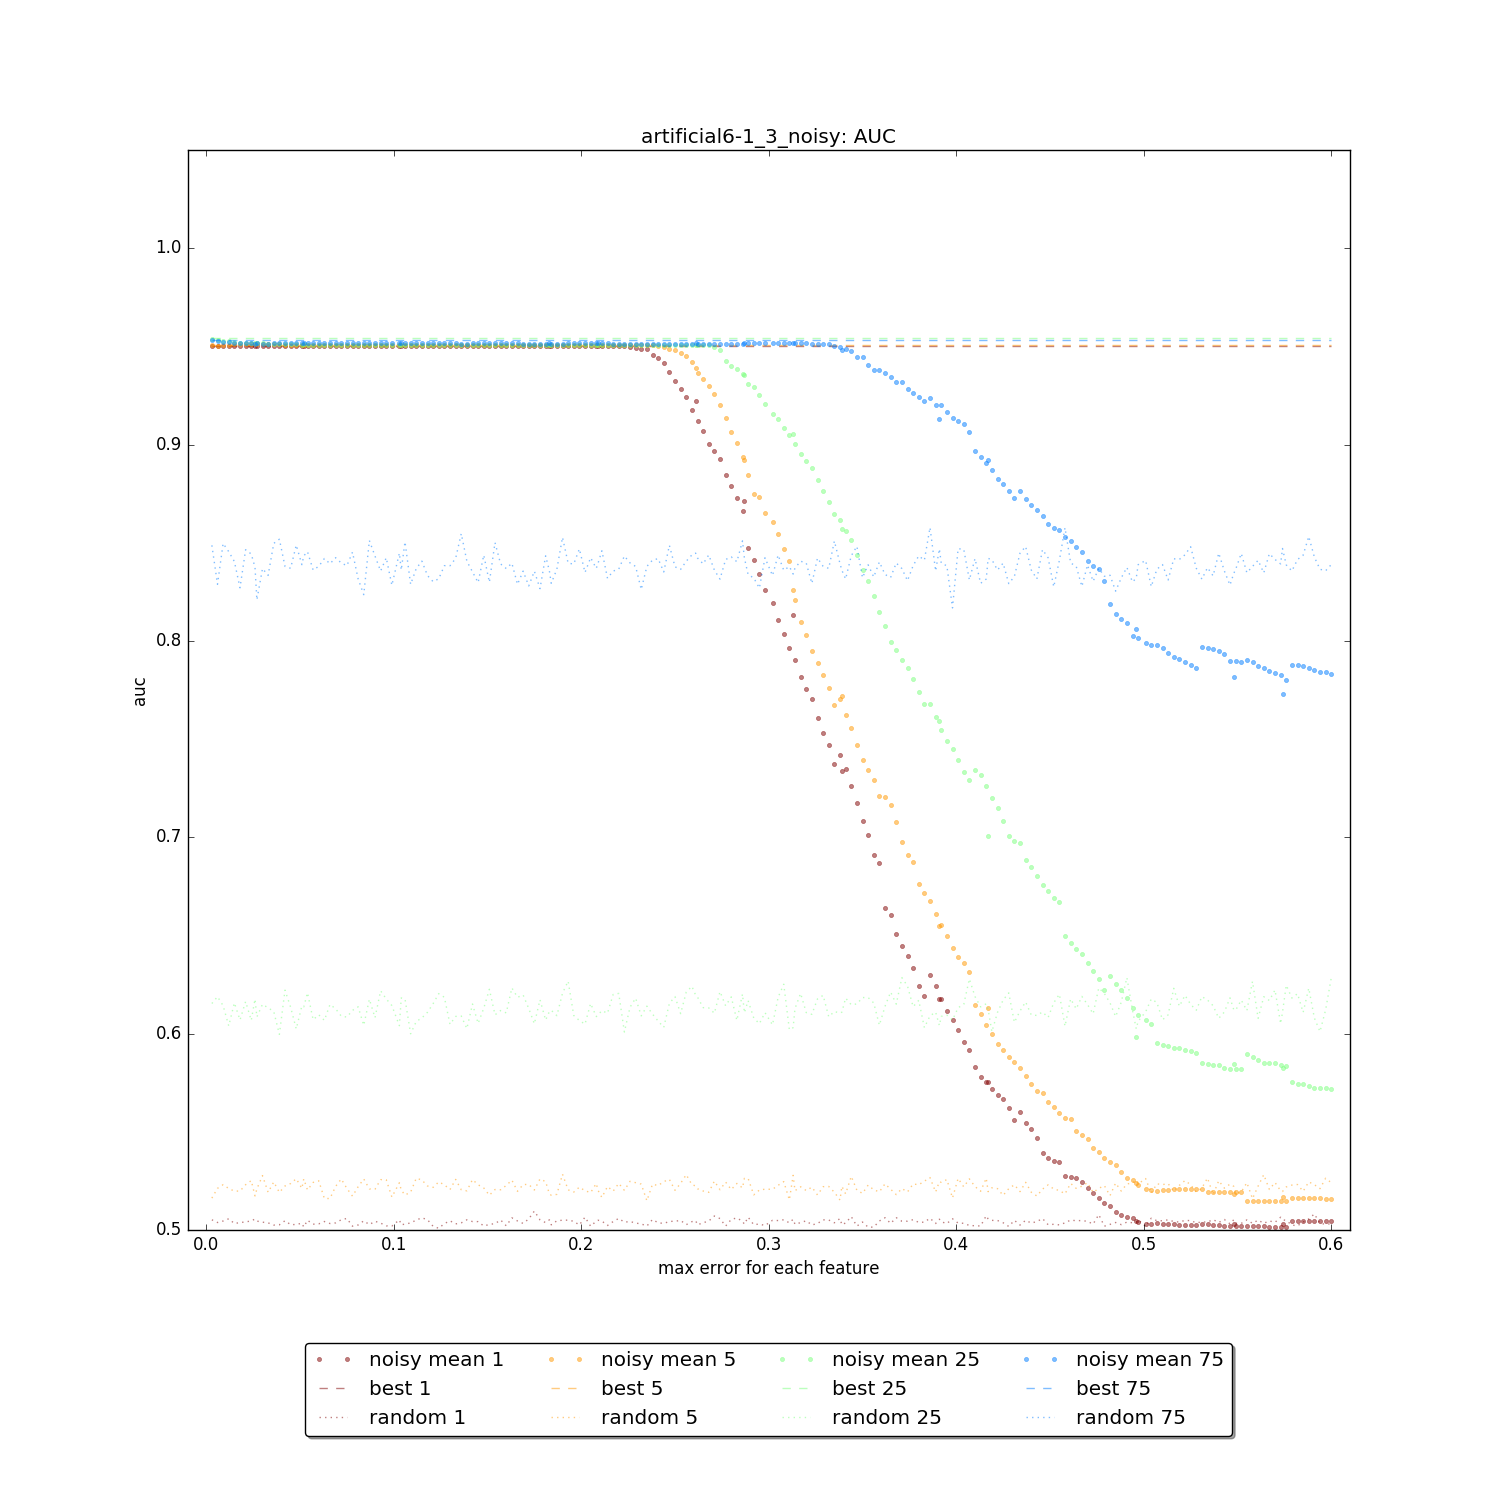 artificial6-1_3_noisy: AUC
1.0
0.9
0.8
0.7
0.6
0.5
auc
0.0 0.1 0.2 0.3 0.4 0.5 0.6
max error for each feature
noisy mean 1 noisy mean 5 noisy mean 25 noisy mean 75
best 1 best 5 best 25 best 75
random 1 random 5 random 25 random 75